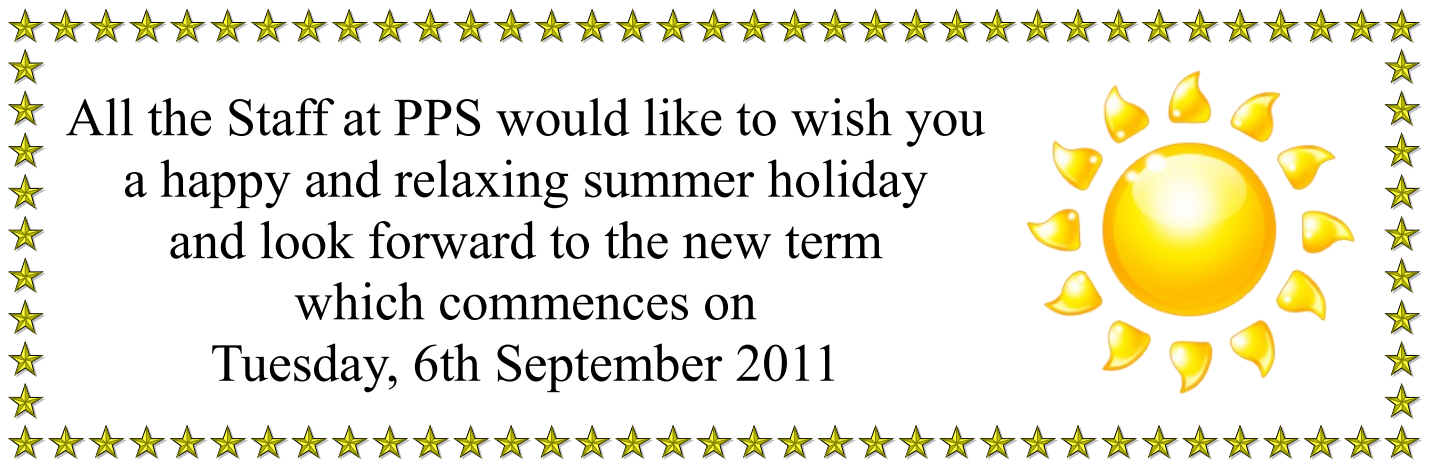 All the Staff at PPS would like to wish you
a happy and relaxing summer holiday
and look forward to the new term
which commences on
Tuesday, 6th September 2011